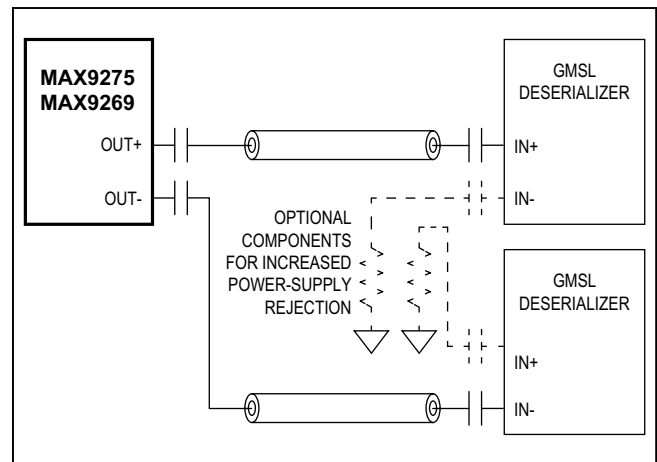 MAX9275
MAX9269
OUT+
OUT-
GMSL
DESERIALIZER
IN+
IN-
OPTIONAL
COMPONENTS
FOR INCREASED
POWER-SUPPLY
REJECTION
GMSL
DESERIALIZER
IN+
IN-